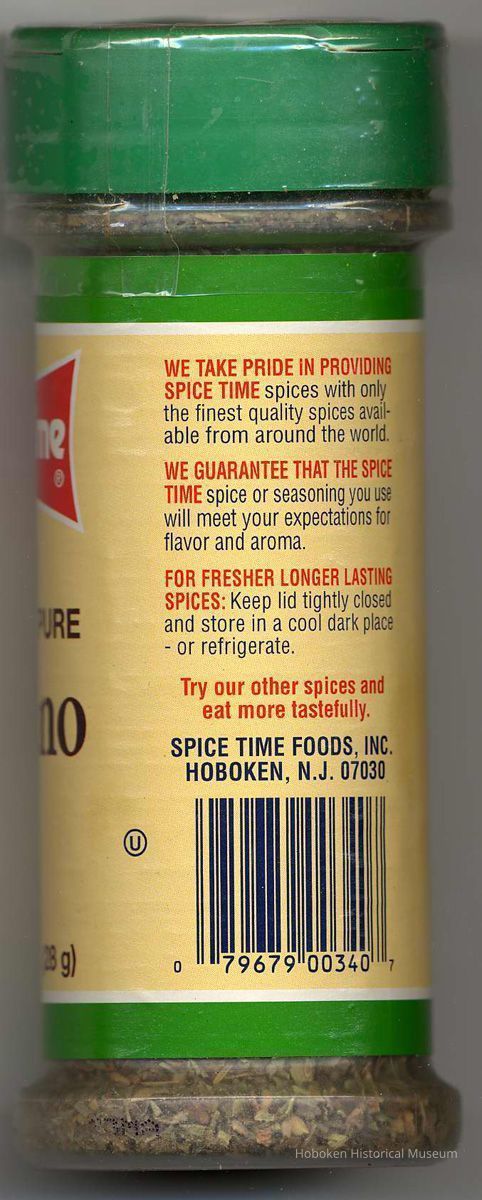 me
®
PURE
no
28 g)
WE TAKE PRIDE IN PROVIDING
SPICE TIME spices with only
the finest quality spices avail-
able from around the world.
WE GUARANTEE THAT THE SPICE
TIME spice or seasoning you use
will meet your expectations for
flavor and aroma.
FOR FRESHER LONGER LASTING
SPICES: Keep lid tightly closed
and store in a cool dark place
- or refrigerate.
Try our other spices and
eat more tastefully.
SPICE TIME FOODS, INC.
HOBOKEN, N.J. 07030
U
0 79679 00340 7
Hoboken Historical Museum